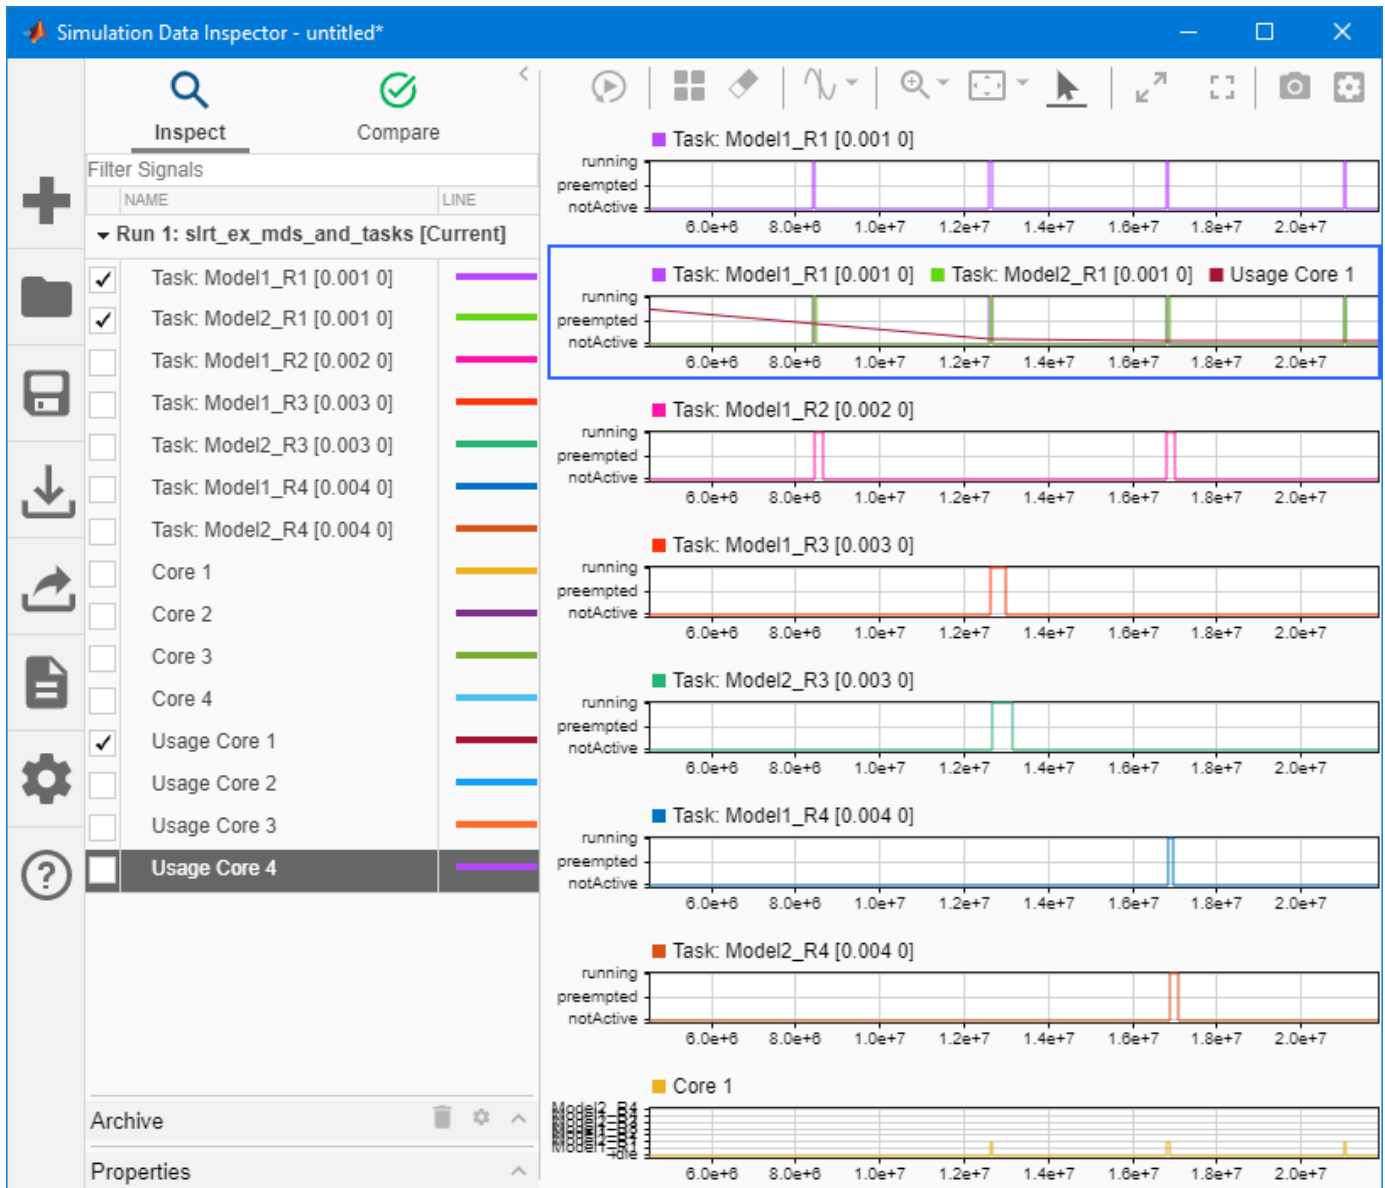 Simulation Data Inspector - untitled*
Inspect
Compare
Filter Signals
NAME LINE
Run 1: slrt_ex_mds_and_tasks [Current]
Task: Model1_R1 [0.001 0]
Task: Model2_R1 [0.001 0]
Task: Model1_R2 [0.002 0]
Task: Model1_R3 [0.003 0]
Task: Model2_R3 [0.003 0]
Task: Model1_R4 [0.004 0]
Task: Model2_R4 [0.004 0]
Core 1
Core 2
Core 3
Core 4
Usage Core 1
Usage Core 2
Usage Core 3
Usage Core 4
Archive
Properties
Task: Model1_R1 [0.001 0]
running
preempted
notActive
6.0e+6 8.0e+6 1.0e+7 1.2e+7 1.4e+7 1.6e+7 1.8e+7 2.0e+7
Task: Model1_R1 [0.001 0] Task: Model2_R1 [0.001 0] Usage Core 1
running
preempted
notActive
6.0e+6 8.0e+6 1.0e+7 1.2e+7 1.4e+7 1.6e+7 1.8e+7 2.0e+7
Task: Model1_R2 [0.002 0]
running
preempted
notActive
6.0e+6 8.0e+6 1.0e+7 1.2e+7 1.4e+7 1.6e+7 1.8e+7 2.0e+7
Task: Model1_R3 [0.003 0]
running
preempted
notActive
6.0e+6 8.0e+6 1.0e+7 1.2e+7 1.4e+7 1.6e+7 1.8e+7 2.0e+7
Task: Model2_R3 [0.003 0]
running
preempted
notActive
6.0e+6 8.0e+6 1.0e+7 1.2e+7 1.4e+7 1.6e+7 1.8e+7 2.0e+7
Task: Model1_R4 [0.004 0]
running
preempted
notActive
6.0e+6 8.0e+6 1.0e+7 1.2e+7 1.4e+7 1.6e+7 1.8e+7 2.0e+7
Task: Model2_R4 [0.004 0]
running
preempted
notActive
6.0e+6 8.0e+6 1.0e+7 1.2e+7 1.4e+7 1.6e+7 1.8e+7 2.0e+7
Core 1
Model2_R4
Model1_R1
Idle
6.0e+6 8.0e+6 1.0e+7 1.2e+7 1.4e+7 1.6e+7 1.8e+7 2.0e+7